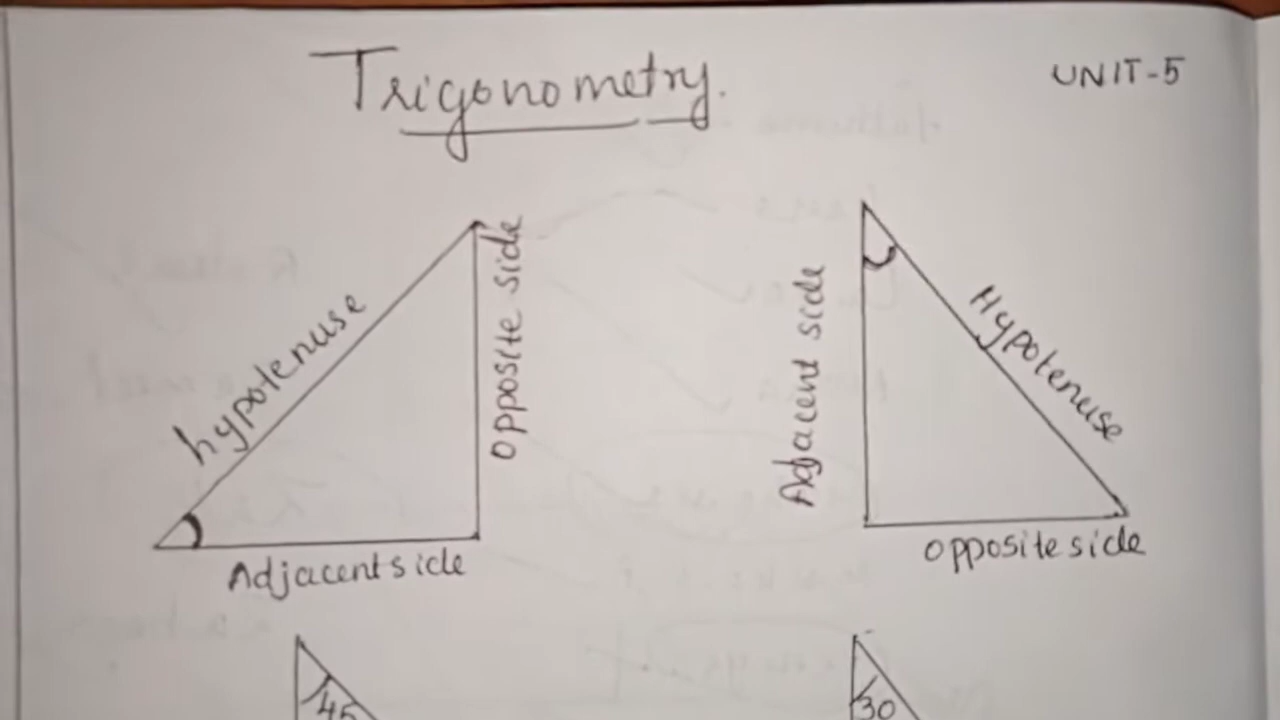 Trigonometry.
UNIT-5
hypotenuse
opposite side
Adjacent side
Adjacent side
Hypotenuse
opposite side
45
30